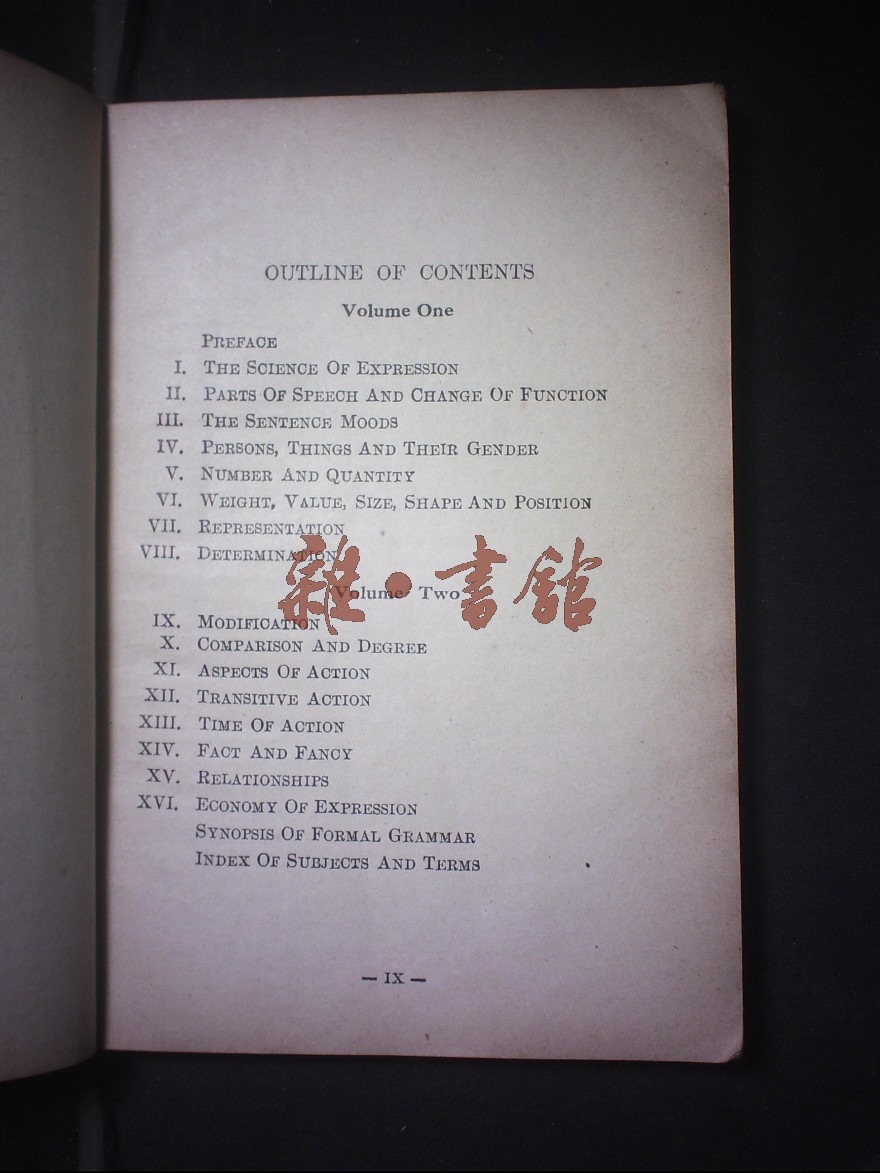 OUTLINE OF CONTENTS
Volume One
PREFACE
I. THE SCIENCE OF EXPRESSION
II. PARTS OF SPEECH AND CHANGE OF FUNCTION
III. THE SENTENCE MOODS
IV. PERSONS, THINGS AND THEIR GENDER
V. NUMBER AND QUANTITY
VI. WEIGHT, VALUE, SIZE, SHAPE AND POSITION
VII. REPRESENTATION
VIII. DETERMINATION
雜·書館
Volume Two
IX. MODIFICATION
X. COMPARISON AND DEGREE
XI. ASPECTS OF ACTION
XII. TRANSITIVE ACTION
XIII. TIME OF ACTION
XIV. FACT AND FANCY
XV. RELATIONSHIPS
XVI. ECONOMY OF EXPRESSION
SYNOPSIS OF FORMAL GRAMMAR
INDEX OF SUBJECTS AND TERMS
— IX —